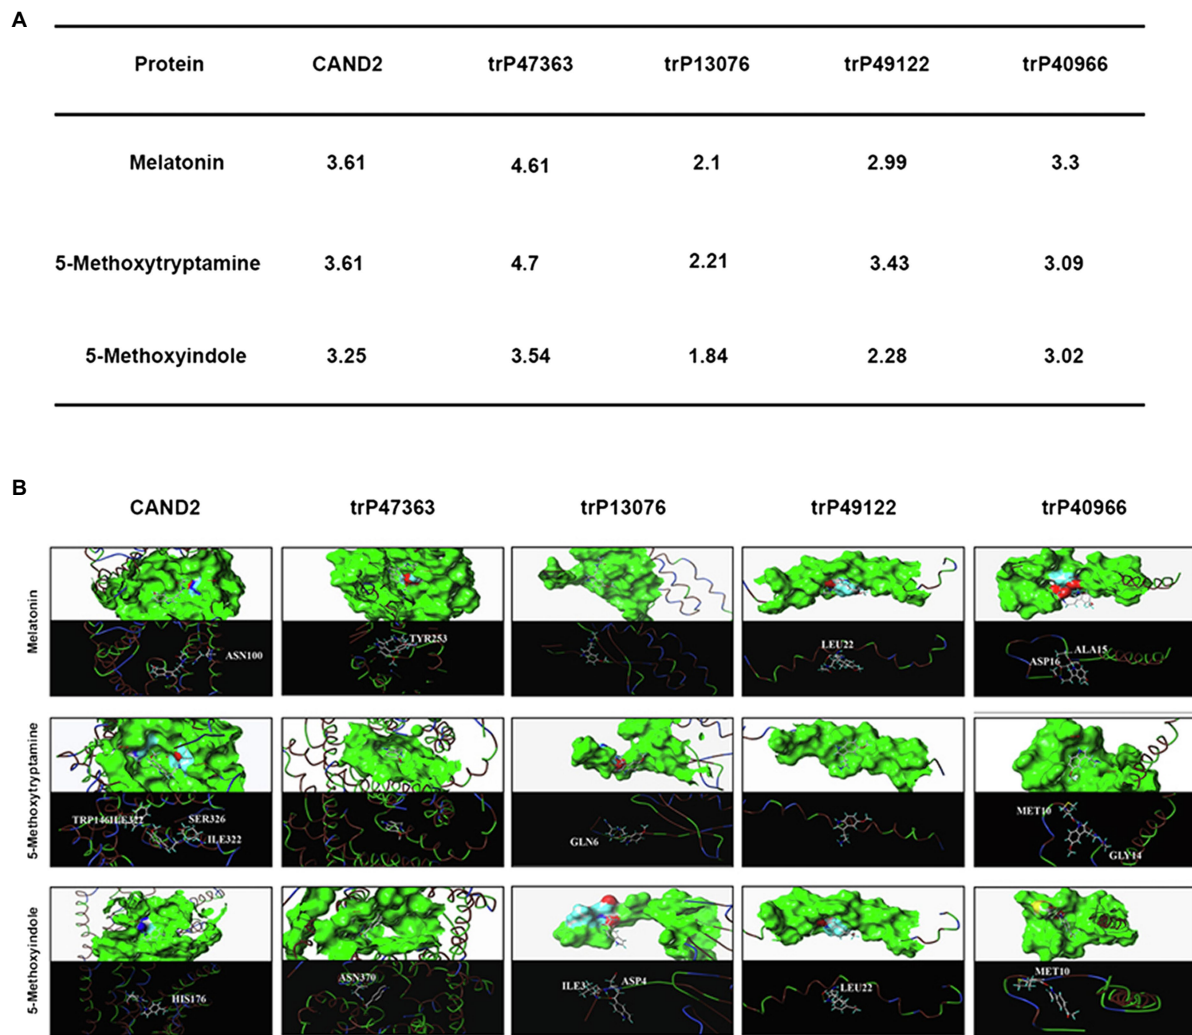 A
Protein CAND2 trP47363 trP13076 trP49122 trP40966
Melatonin 3.61 4.61 2.1 2.99 3.3
5-Methoxytryptamine 3.61 4.7 2.21 3.43 3.09
5-Methoxyindole 3.25 3.54 1.84 2.28 3.02
B
CAND2 trP47363 trP13076 trP49122 trP40966
Melatonin
ASN100
TYR253
LEU22
ASP16 ALA15
5-Methoxytryptamine
TRP146ILE322 SER326
ILE322
GLN6
MET10
GLY14
5-Methoxyindole
HIS176
ASN370
ILE3 ASP4
LEU22
MET10